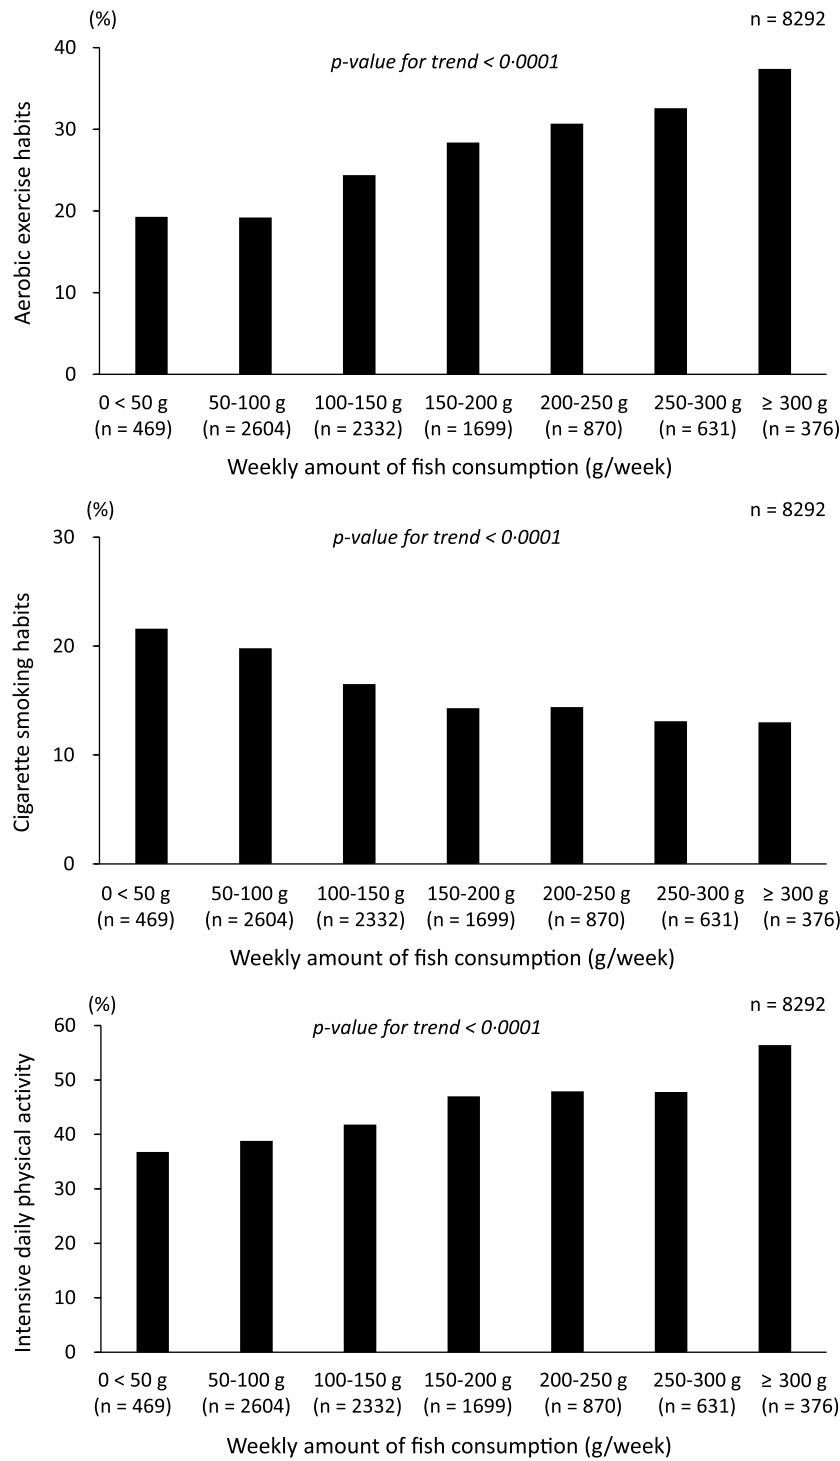 (%)
n = 8292
p-value for trend < 0·0001
40
30
20
10
0
Aerobic exercise habits
0 < 50 g 50-100 g 100-150 g 150-200 g 200-250 g 250-300 g ≥ 300 g
(n = 469) (n = 2604) (n = 2332) (n = 1699) (n = 870) (n = 631) (n = 376)
Weekly amount of fish consumption (g/week)
(%)
n = 8292
p-value for trend < 0·0001
30
20
10
0
Cigarette smoking habits
0 < 50 g 50-100 g 100-150 g 150-200 g 200-250 g 250-300 g ≥ 300 g
(n = 469) (n = 2604) (n = 2332) (n = 1699) (n = 870) (n = 631) (n = 376)
Weekly amount of fish consumption (g/week)
(%)
n = 8292
p-value for trend < 0·0001
60
50
40
30
20
10
0
Intensive daily physical activity
0 < 50 g 50-100 g 100-150 g 150-200 g 200-250 g 250-300 g ≥ 300 g
(n = 469) (n = 2604) (n = 2332) (n = 1699) (n = 870) (n = 631) (n = 376)
Weekly amount of fish consumption (g/week)